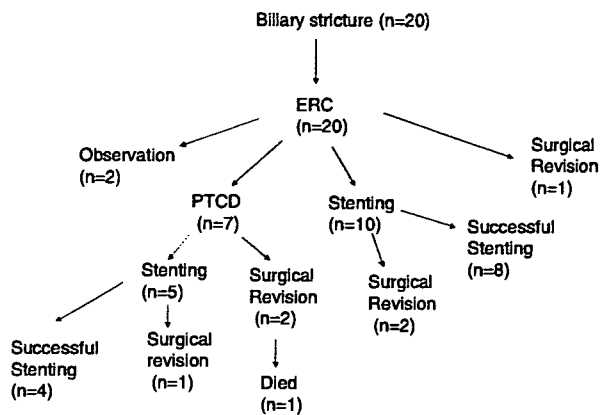 Biliary stricture (n=20)
ERC
(n=20)
Observation
(n=2)
Surgical
Revision
(n=1)
PTCD
(n=7)
Stenting
(n=10)
Successful
Stenting
(n=8)
Stenting
(n=5)
Surgical
Revision
(n=2)
Surgical
Revision
(n=2)
Successful
Stenting
(n=4)
Surgical
revision
(n=1)
Died
(n=1)